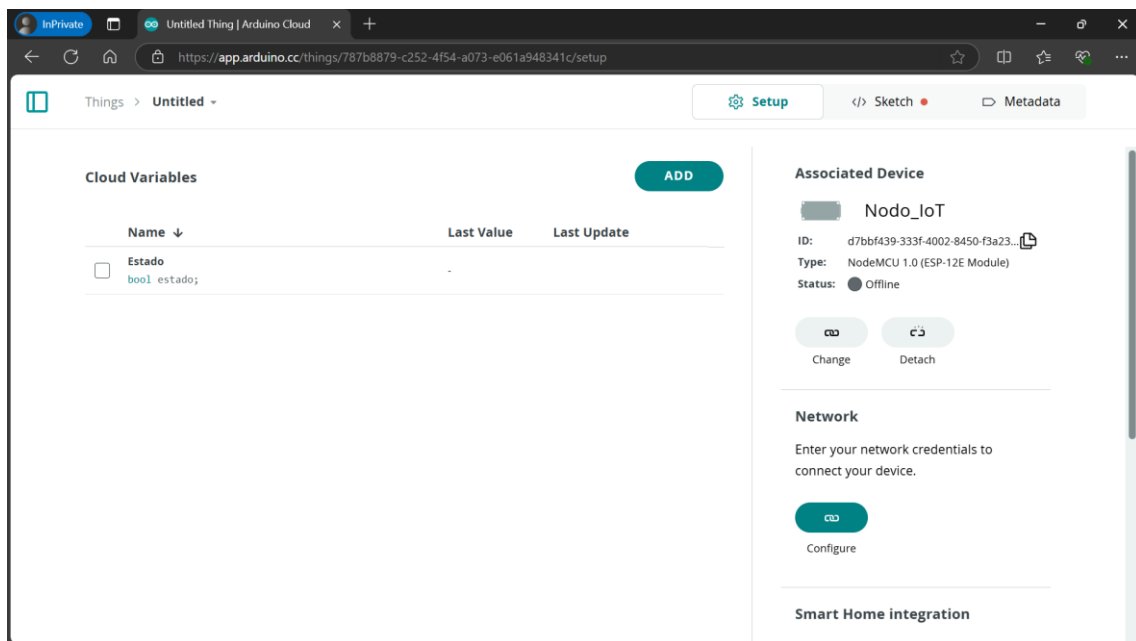 InPrivate
Untitled Thing | Arduino Cloud
https://app.arduino.cc/things/787b8879-c252-4f54-a073-e061a948341c/setup
Things > Untitled
Setup
</> Sketch
Metadata
Cloud Variables
ADD
Name ↓ Last Value Last Update
Estado
bool estado;
-
Associated Device
Nodo_IoT
ID: d7bbf439-333f-4002-8450-f3a23...
Type: NodeMCU 1.0 (ESP-12E Module)
Status: Offline
Change Detach
Network
Enter your network credentials to
connect your device.
Configure
Smart Home integration